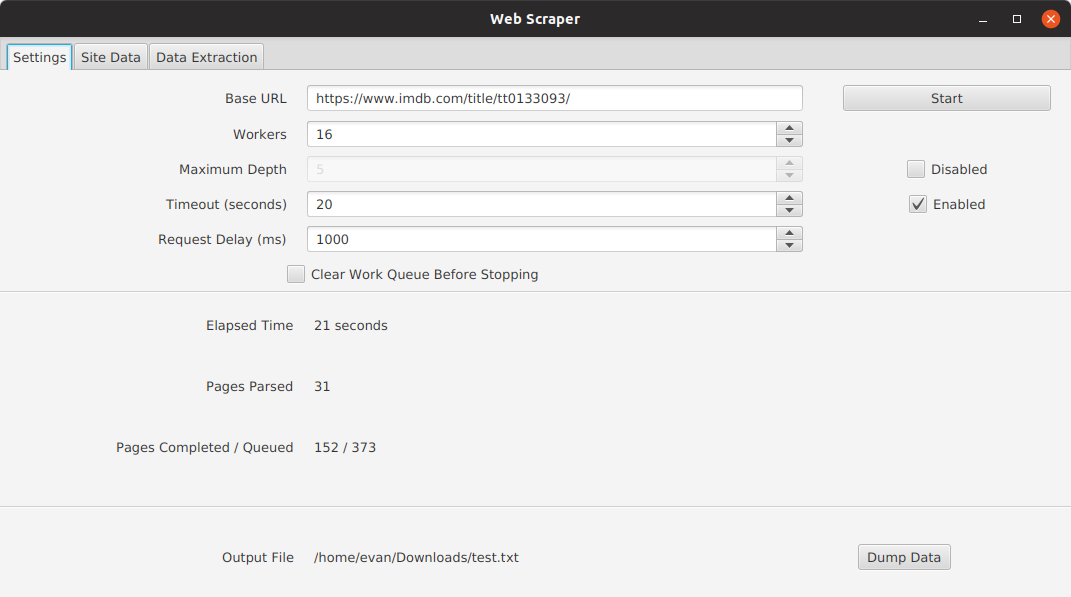 Web Scraper
Settings Site Data Data Extraction
Base URL https://www.imdb.com/title/tt0133093/ Start
Workers 16
Maximum Depth 5 Disabled
Timeout (seconds) 20 Enabled
Request Delay (ms) 1000
Clear Work Queue Before Stopping
Elapsed Time 21 seconds
Pages Parsed 31
Pages Completed / Queued 152 / 373
Output File /home/evan/Downloads/test.txt Dump Data